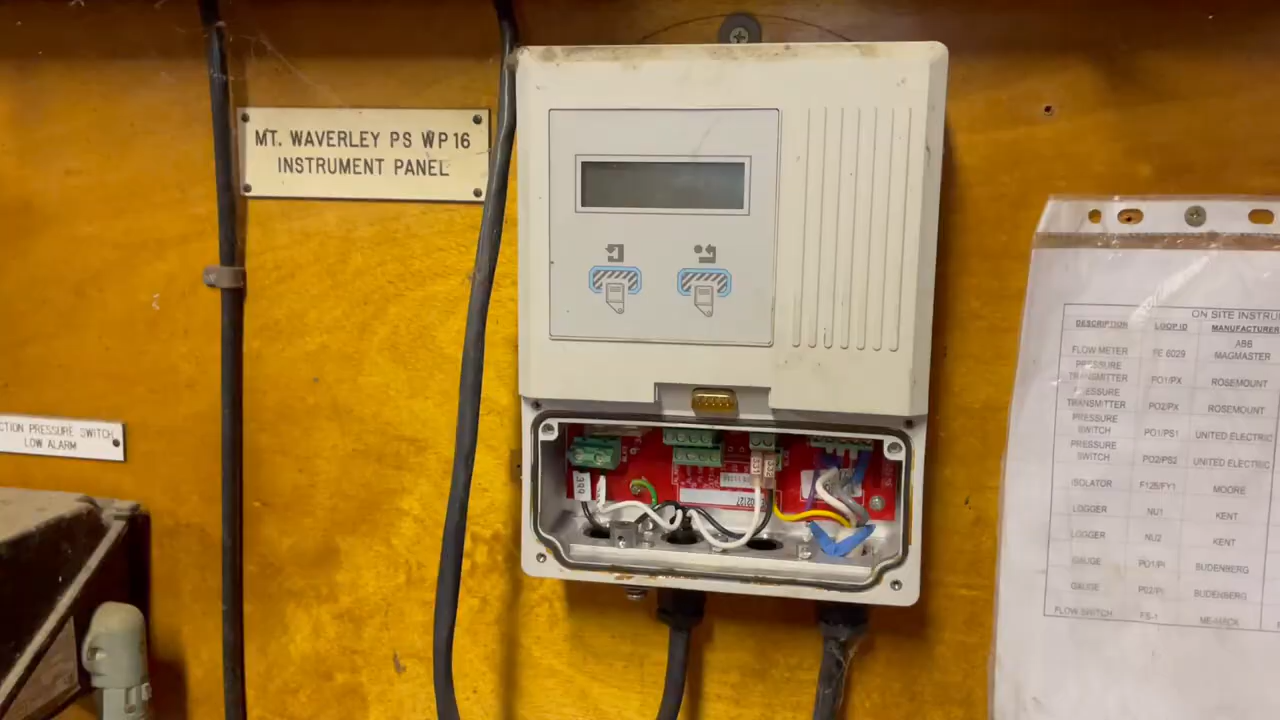 MT. WAVERLEY PS WP16
INSTRUMENT PANEL
CTION PRESSURE SWITCH
LOW ALARM
ON SITE INSTRU
DESCRIPTION LOOP ID MANUFACTURER
FLOW METER FE 6029 ABB MAGMASTER
PRESSURE TRANSMITTER PO1/PX ROSEMOUNT
PRESSURE TRANSMITTER PO2/PX ROSEMOUNT
PRESSURE SWITCH PO1/PS1 UNITED ELECTRIC
PRESSURE SWITCH PO2/PS2 UNITED ELECTRIC
ISOLATOR F125/FY1 MOORE
LOGGER NU1 KENT
LOGGER NU2 KENT
GAUGE PO1/PI BUDENBERG
GAUGE PO2/PI BUDENBERG
FLOW SWITCH FS-1